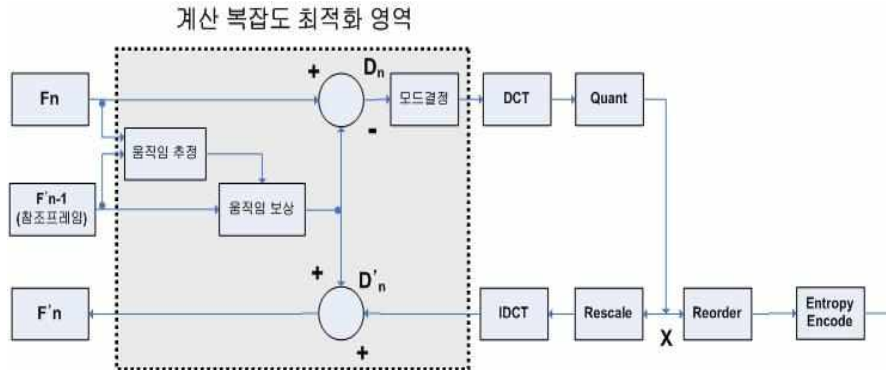 계산 복잡도 최적화 영역
+
Dn
Fn
모드결정
DCT
Quant
-
움직임 추정
F'n-1
(참조프레임)
움직임 보상
+
D'n
F'n
IDCT
Rescale
X
Reorder
Entropy
Encode
+